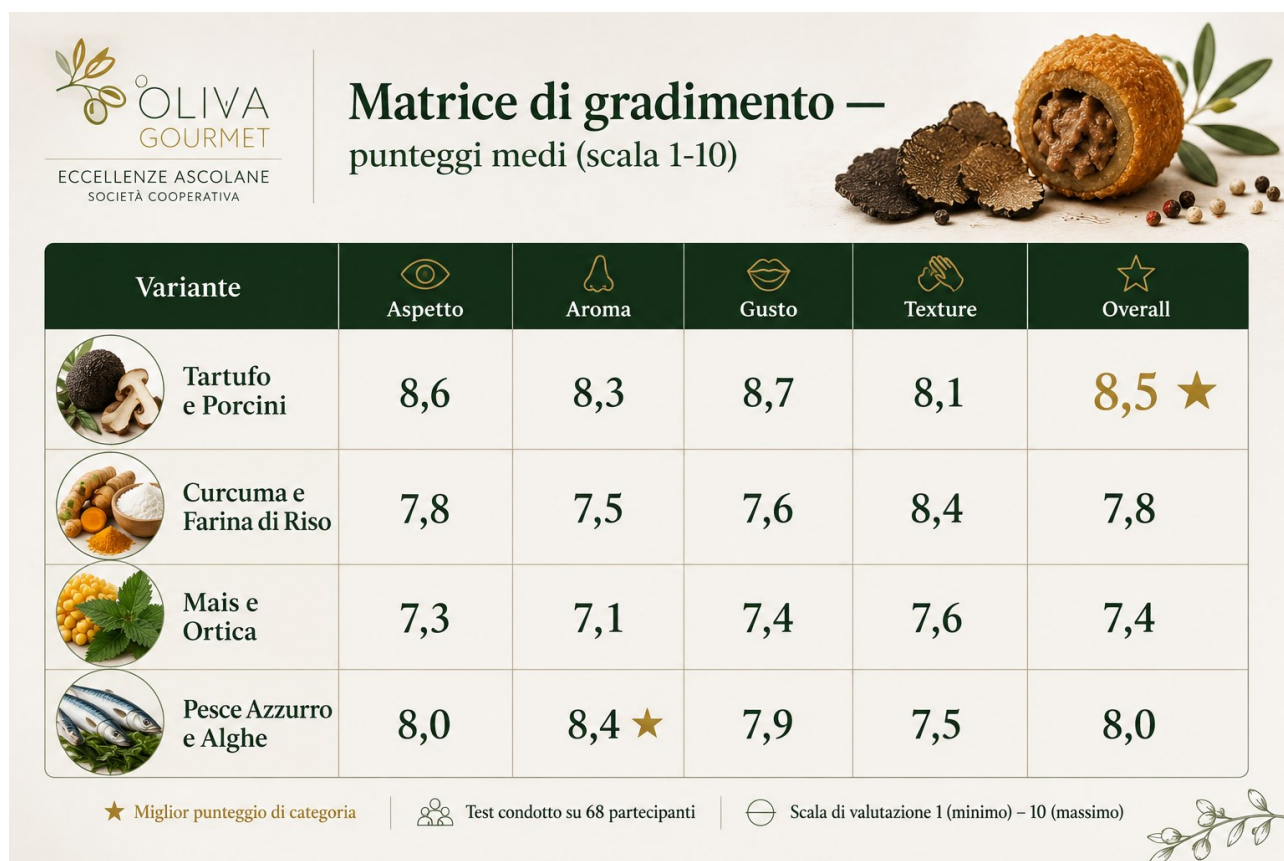 OLIVA
GOURMET
ECCELLENZE ASCOLANE
SOCIETÀ COOPERATIVA
Matrice di gradimento —
punteggi medi (scala 1-10)
Variante
Aspetto
Aroma
Gusto
Texture
Overall
Tartufo
e Porcini
8,6
8,3
8,7
8,1
8,5 ★
Curcuma e
Farina di Riso
7,8
7,5
7,6
8,4
7,8
Mais e
Ortica
7,3
7,1
7,4
7,6
7,4
Pesce Azzurro
e Alghe
8,0
8,4 ★
7,9
7,5
8,0
★ Miglior punteggio di categoria
Test condotto su 68 partecipanti
Scala di valutazione 1 (minimo) – 10 (massimo)